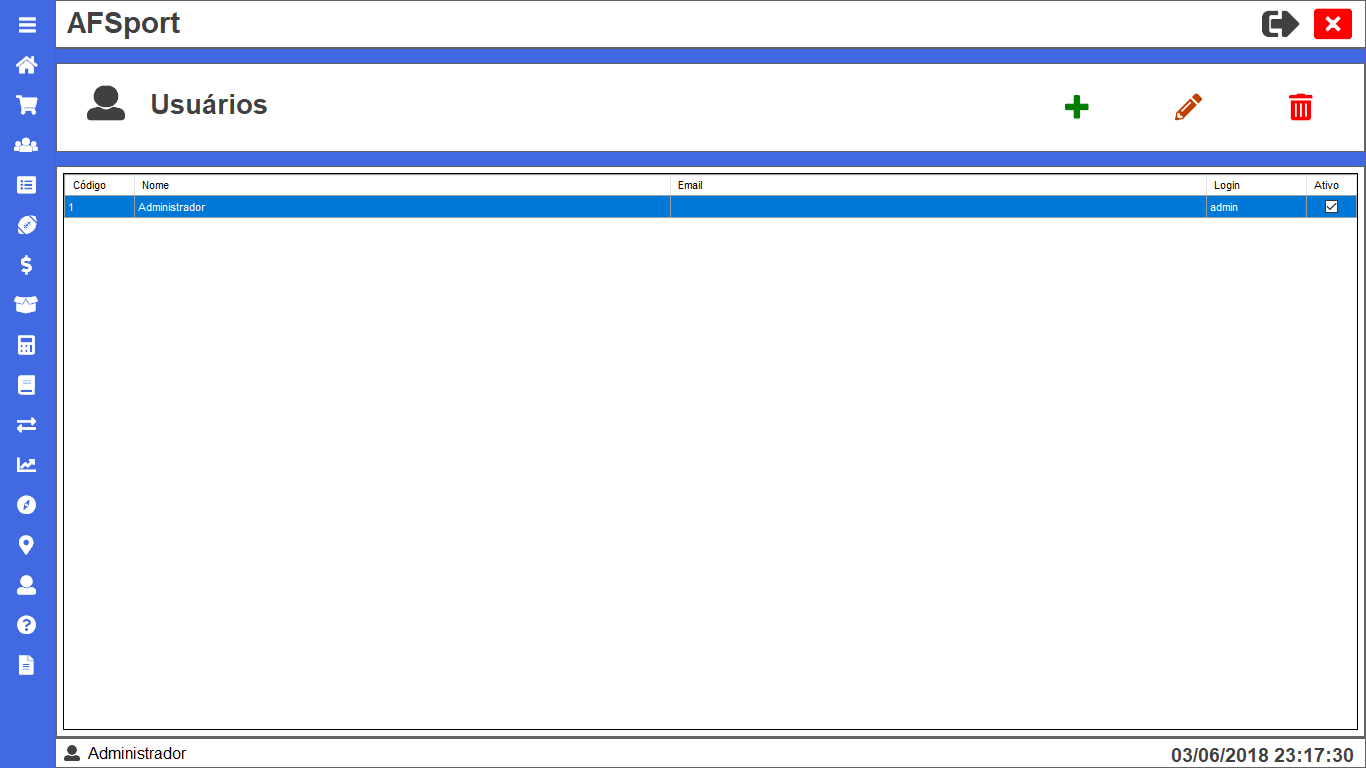 AFSport
Usuários
Código Nome Email Login Ativo
1 Administrador admin
Administrador 03/06/2018 23:17:30